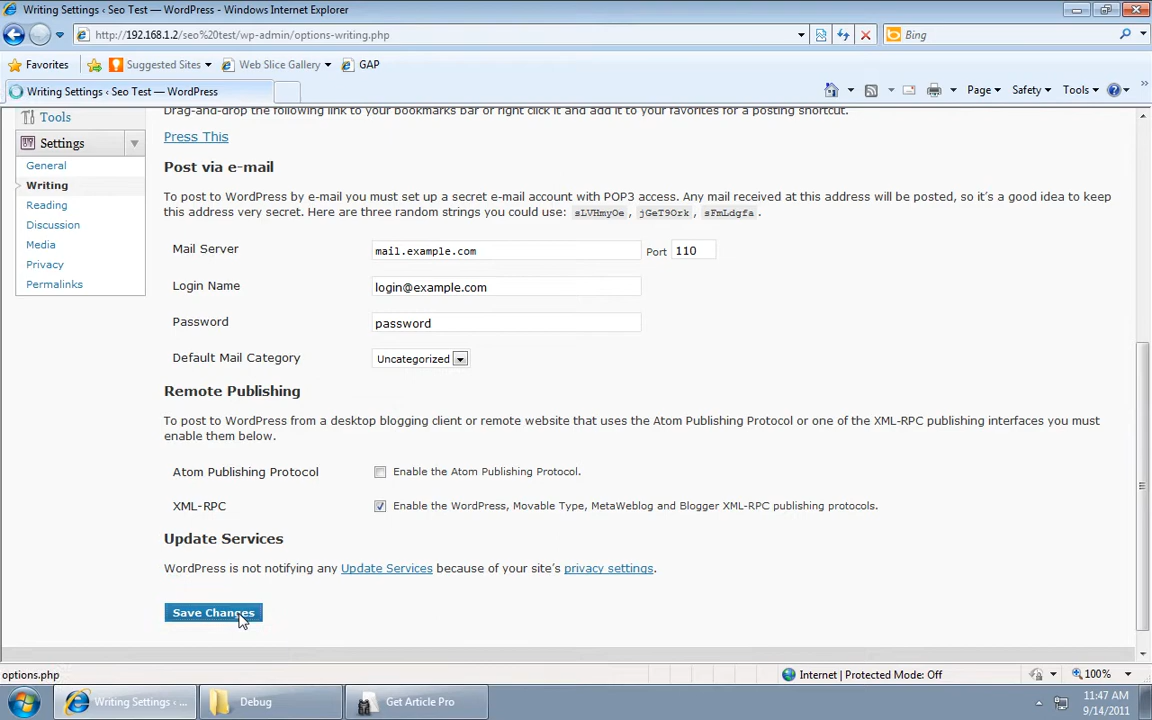 Writing Settings ‹ Seo Test — WordPress - Windows Internet Explorer
http://192.168.1.2/seo%20test/wp-admin/options-writing.php
Bing
Favorites
Suggested Sites
Web Slice Gallery
GAP
Writing Settings ‹ Seo Test — WordPress
Page
Safety
Tools
»
Tools
Settings
General
Writing
Reading
Discussion
Media
Privacy
Permalinks
Drag-and-drop the following link to your bookmarks bar or right click it and add it to your favorites for a posting shortcut.
Press This
Post via e-mail
To post to WordPress by e-mail you must set up a secret e-mail account with POP3 access. Any mail received at this address will be posted, so it's a good idea to keep
this address very secret. Here are three random strings you could use: sLVHmyOe , jGeT9Ork , sFmLdgfa .
Mail Server mail.example.com Port 110
Login Name login@example.com
Password password
Default Mail Category Uncategorized
Remote Publishing
To post to WordPress from a desktop blogging client or remote website that uses the Atom Publishing Protocol or one of the XML-RPC publishing interfaces you must
enable them below.
Atom Publishing Protocol Enable the Atom Publishing Protocol.
XML-RPC Enable the WordPress, Movable Type, MetaWeblog and Blogger XML-RPC publishing protocols.
Update Services
WordPress is not notifying any Update Services because of your site's privacy settings.
Save Changes
options.php
Internet | Protected Mode: Off
100%
Writing Settings ‹ ...
Debug
Get Article Pro
11:47 AM
9/14/2011